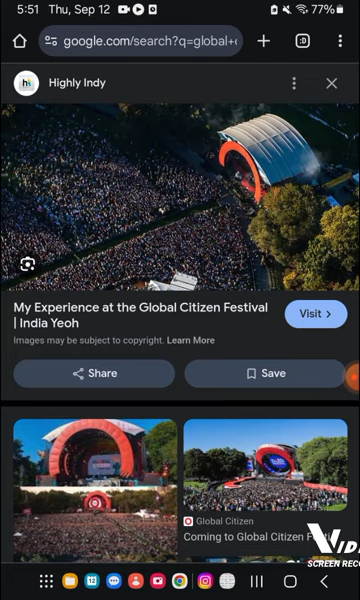 5:51 Thu, Sep 12
77%
google.com/search?q=global+c
:D
h
Highly Indy
My Experience at the Global Citizen Festival
| India Yeoh
Visit
Images may be subject to copyright. Learn More
Share
Save
Global Citizen
Coming to Global Citizen F
SCREEN REC
12